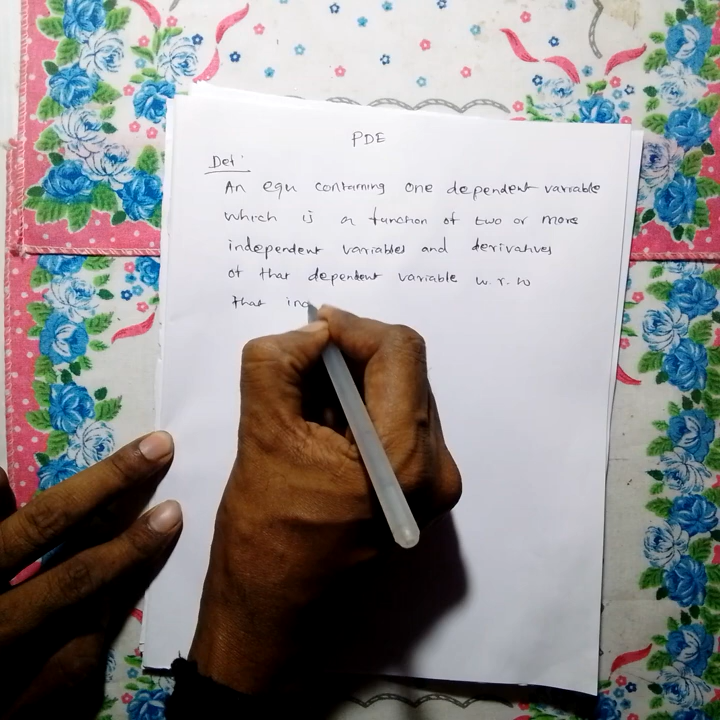 PDE
Def:
An equ containing one dependent variable
which is a function of two or more
independent variables and derivatives
of that dependent variable w.r.to
that ind